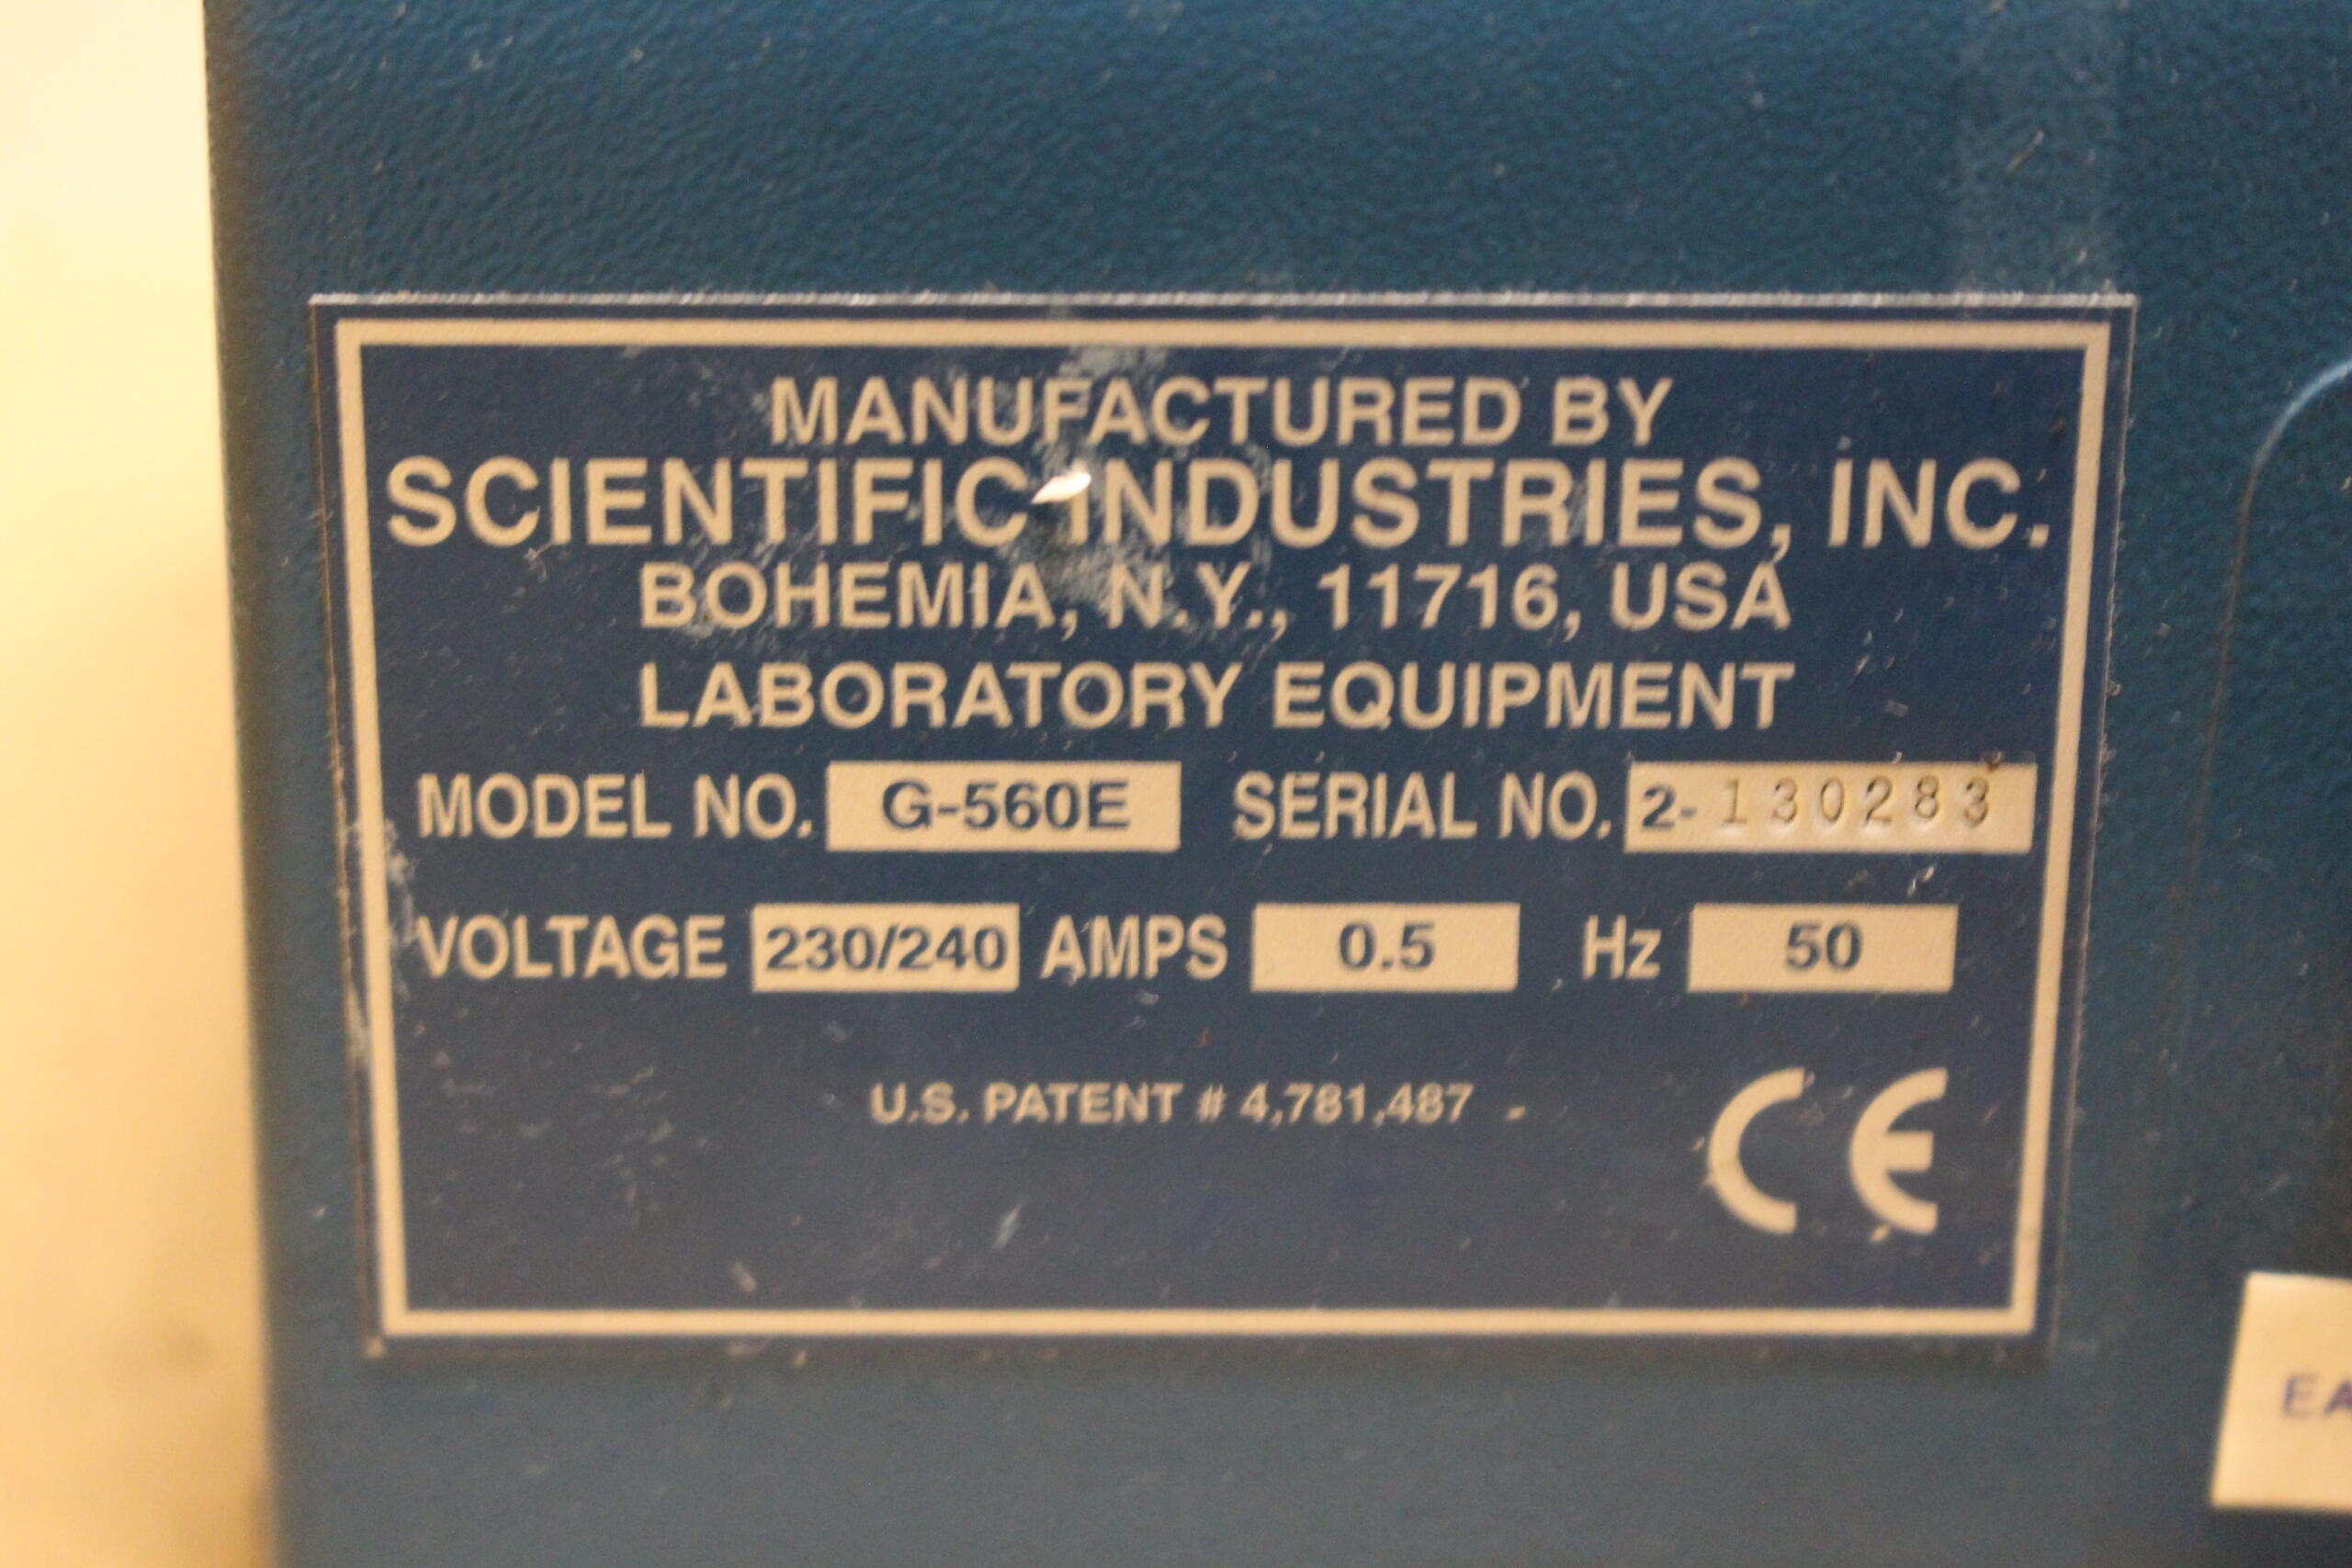 MANUFACTURED BY
SCIENTIFIC INDUSTRIES, INC.
BOHEMIA, N.Y., 11716, USA
LABORATORY EQUIPMENT
MODEL NO. G-560E SERIAL NO. 2-130283
VOLTAGE 230/240 AMPS 0.5 Hz 50
U.S. PATENT # 4,781,487 -
CE
EA